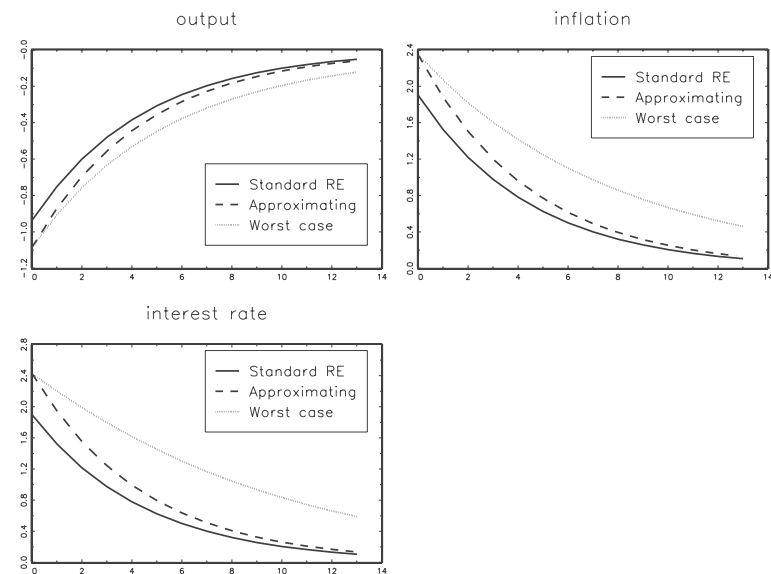 output
-0.0
-0.2
-0.4
-0.6
-0.8
-1.0
-1.2
0 2 4 6 8 10 12 14
Standard RE
Approximating
Worst case
inflation
2.4
2.0
1.6
1.2
0.8
0.4
0.0
0 2 4 6 8 10 12 14
Standard RE
Approximating
Worst case
interest rate
2.8
2.4
2.0
1.6
1.2
0.8
0.4
0.0
0 2 4 6 8 10 12 14
Standard RE
Approximating
Worst case